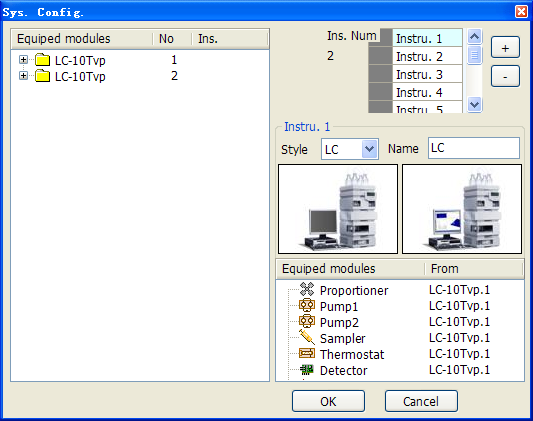 Sys. Config.
Equiped modules No Ins.
LC-10Tvp 1
LC-10Tvp 2
Ins. Num
2
Instru. 1
Instru. 2
Instru. 3
Instru. 4
Instru. 5
+
-
Instru. 1
Style LC Name LC
Equiped modules From
Proportioner LC-10Tvp.1
Pump1 LC-10Tvp.1
Pump2 LC-10Tvp.1
Sampler LC-10Tvp.1
Thermostat LC-10Tvp.1
Detector LC-10Tvp.1
OK Cancel